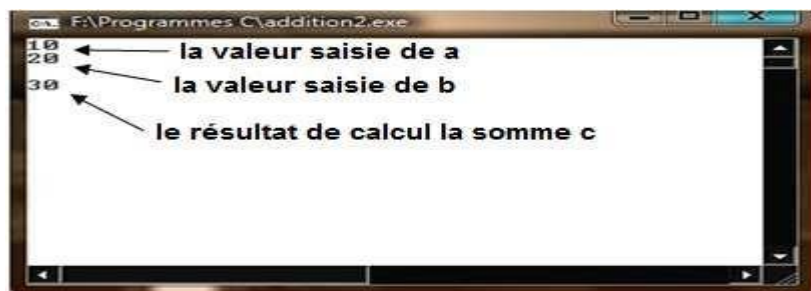 F:\Programmes C\addition2.exe
10
la valeur saisie de a
20
la valeur saisie de b
30
le résultat de calcul la somme c